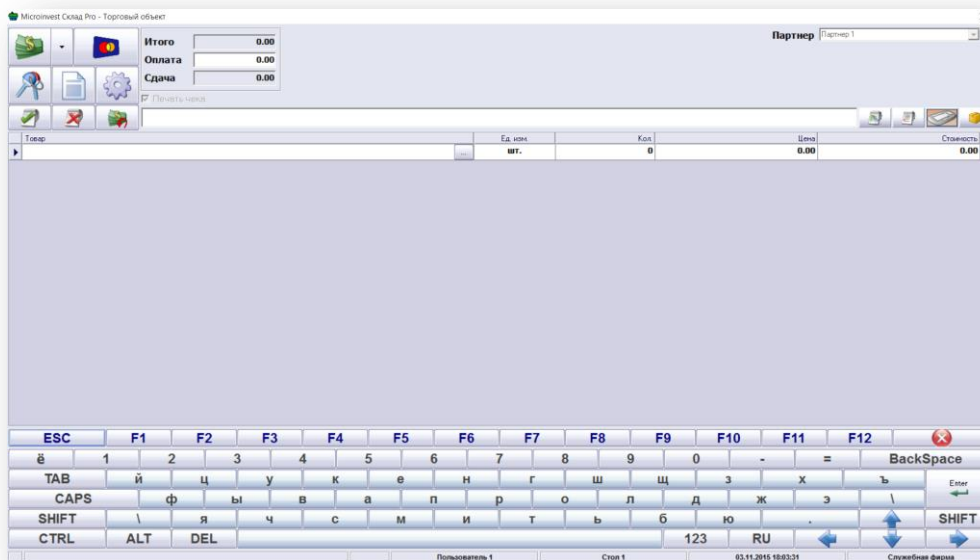 Microinvest Склад Pro - Торговый объект
Итого 0.00 Партнер Партнер 1
Оплата 0.00
Сдача 0.00
Печать чека
Товар Ед. изм. Кол. Цена Стоимость
... шт. 0 0.00 0.00
ESC F1 F2 F3 F4 F5 F6 F7 F8 F9 F10 F11 F12
ё 1 2 3 4 5 6 7 8 9 0 - = BackSpace
TAB й ц у к е н г ш щ з х ъ Enter
CAPS ф ы в а п р о л д ж э \
SHIFT \ я ч с м и т ь б ю . SHIFT
CTRL ALT DEL 123 RU
Пользователь 1 Стол 1 03.11.2015 18:03:31 Служебная фирма